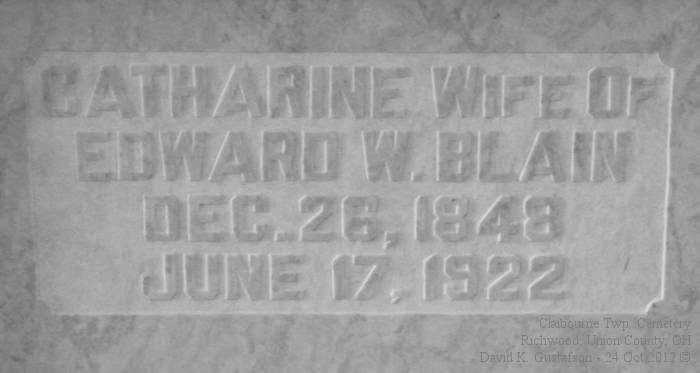 CATHARINE WIFE OF
EDWARD W. BLAIN
DEC. 26, 1848
JUNE 17, 1922
Claibourne Twp. Cemetery
Richwood, Union County, OH
David K. Gustafson - 24 Oct 2012 ©